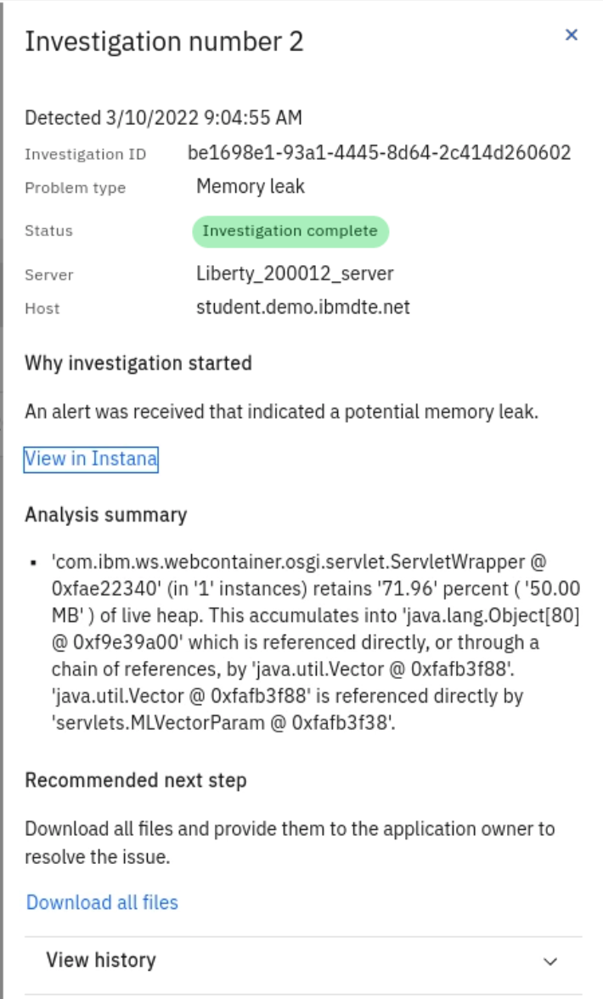 Investigation number 2
Detected 3/10/2022 9:04:55 AM
Investigation ID be1698e1-93a1-4445-8d64-2c414d260602
Problem type Memory leak
Status Investigation complete
Server Liberty_200012_server
Host student.demo.ibmdte.net
Why investigation started
An alert was received that indicated a potential memory leak.
View in Instana
Analysis summary
▪ 'com.ibm.ws.webcontainer.osgi.servlet.ServletWrapper @
0xfae22340' (in '1' instances) retains '71.96' percent ( '50.00
MB' ) of live heap. This accumulates into 'java.lang.Object[80]
@ 0xf9e39a00' which is referenced directly, or through a
chain of references, by 'java.util.Vector @ 0xfafb3f88'.
'java.util.Vector @ 0xfafb3f88' is referenced directly by
'servlets.MLVectorParam @ 0xfafb3f38'.
Recommended next step
Download all files and provide them to the application owner to
resolve the issue.
Download all files
View history